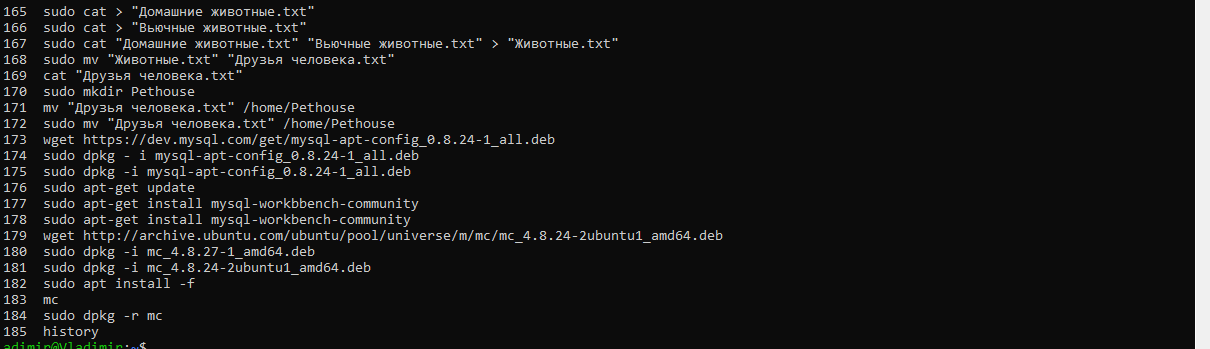 165 sudo cat > "Домашние животные.txt"
166 sudo cat > "Вьючные животные.txt"
167 sudo cat "Домашние животные.txt" "Вьючные животные.txt" > "Животные.txt"
168 sudo mv "Животные.txt" "Друзья человека.txt"
169 cat "Друзья человека.txt"
170 sudo mkdir Pethouse
171 mv "Друзья человека.txt" /home/Pethouse
172 sudo mv "Друзья человека.txt" /home/Pethouse
173 wget https://dev.mysql.com/get/mysql-apt-config_0.8.24-1_all.deb
174 sudo dpkg - i mysql-apt-config_0.8.24-1_all.deb
175 sudo dpkg -i mysql-apt-config_0.8.24-1_all.deb
176 sudo apt-get update
177 sudo apt-get install mysql-workbbench-community
178 sudo apt-get install mysql-workbench-community
179 wget http://archive.ubuntu.com/ubuntu/pool/universe/m/mc/mc_4.8.24-2ubuntu1_amd64.deb
180 sudo dpkg -i mc_4.8.27-1_amd64.deb
181 sudo dpkg -i mc_4.8.24-2ubuntu1_amd64.deb
182 sudo apt install -f
183 mc
184 sudo dpkg -r mc
185 history
adimir@Vladimir:~$